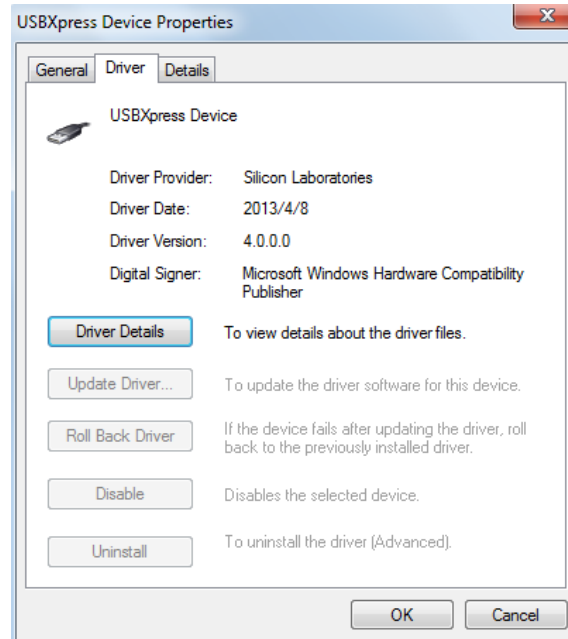 USBXpress Device Properties
General Driver Details
USBXpress Device
Driver Provider: Silicon Laboratories
Driver Date: 2013/4/8
Driver Version: 4.0.0.0
Digital Signer: Microsoft Windows Hardware Compatibility
Publisher
Driver Details To view details about the driver files.
Update Driver... To update the driver software for this device.
Roll Back Driver If the device fails after updating the driver, roll
back to the previously installed driver.
Disable Disables the selected device.
Uninstall To uninstall the driver (Advanced).
OK Cancel